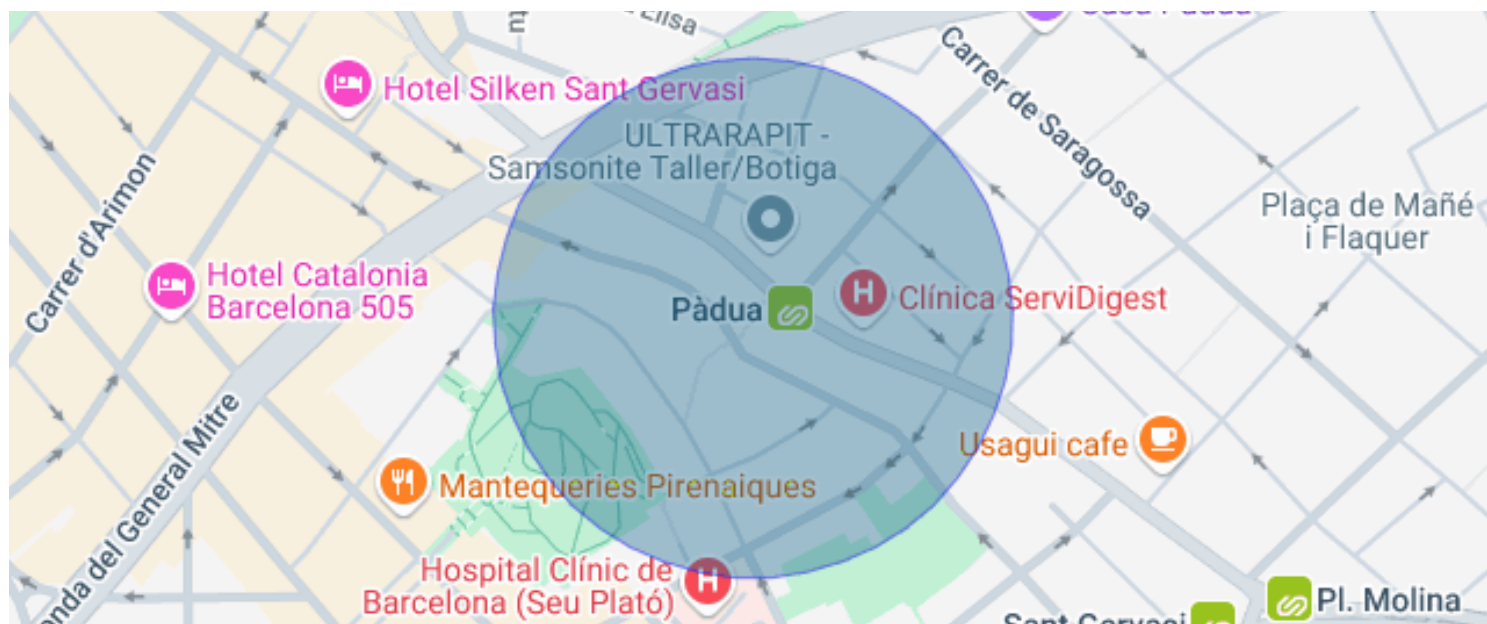 Elisa
Hotel Silken Sant Gervasi
ULTRARAPIT -
Samsonite Taller/Botiga
Carrer de Saragossa
Carrer d'Arimon
Plaça de Mañé
i Flaquer
Hotel Catalonia
Barcelona 505
Pàdua
Clínica ServiDigest
Usagui cafe
Mantequeries Pirenaiques
enda del General Mitre
Hospital Clínic de
Barcelona (Seu Plató)
Pl. Molina
Sant Gervasi